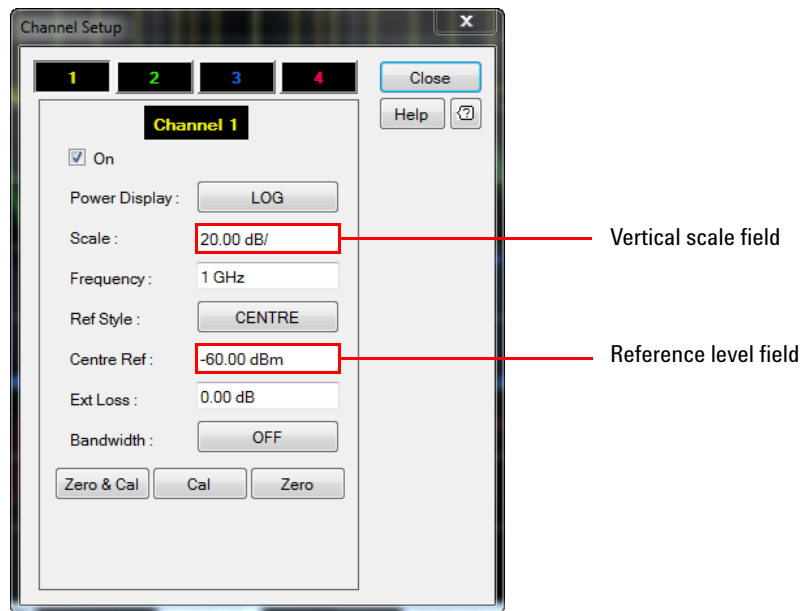 Channel Setup
x
1 2 3 4
Close
Help
?
Channel 1
On
Power Display : LOG
Scale : 20.00 dB/
Vertical scale field
Frequency : 1 GHz
Ref Style : CENTRE
Centre Ref : -60.00 dBm
Reference level field
Ext Loss : 0.00 dB
Bandwidth : OFF
Zero & Cal Cal Zero